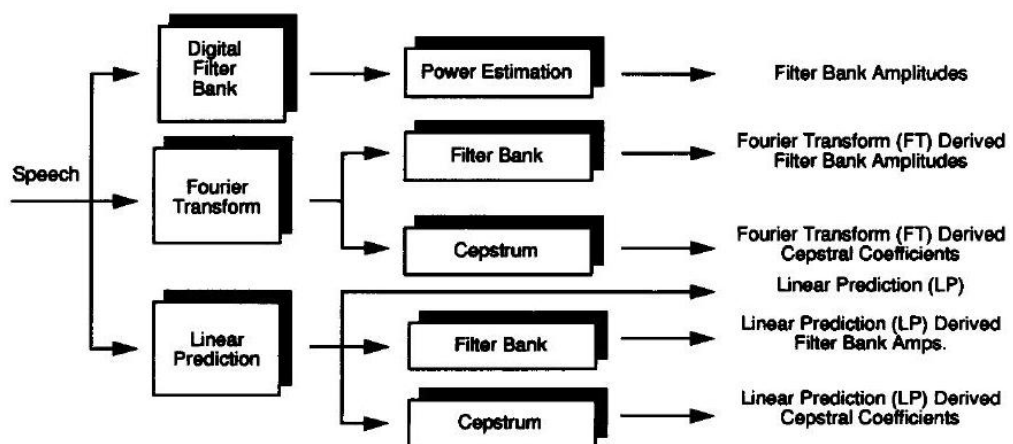 Digital
Filter
Bank
Power Estimation
Filter Bank Amplitudes
Speech
Fourier
Transform
Filter Bank
Fourier Transform (FT) Derived
Filter Bank Amplitudes
Cepstrum
Fourier Transform (FT) Derived
Cepstral Coefficients
Linear
Prediction
Linear Prediction (LP)
Filter Bank
Linear Prediction (LP) Derived
Filter Bank Amps.
Cepstrum
Linear Prediction (LP) Derived
Cepstral Coefficients